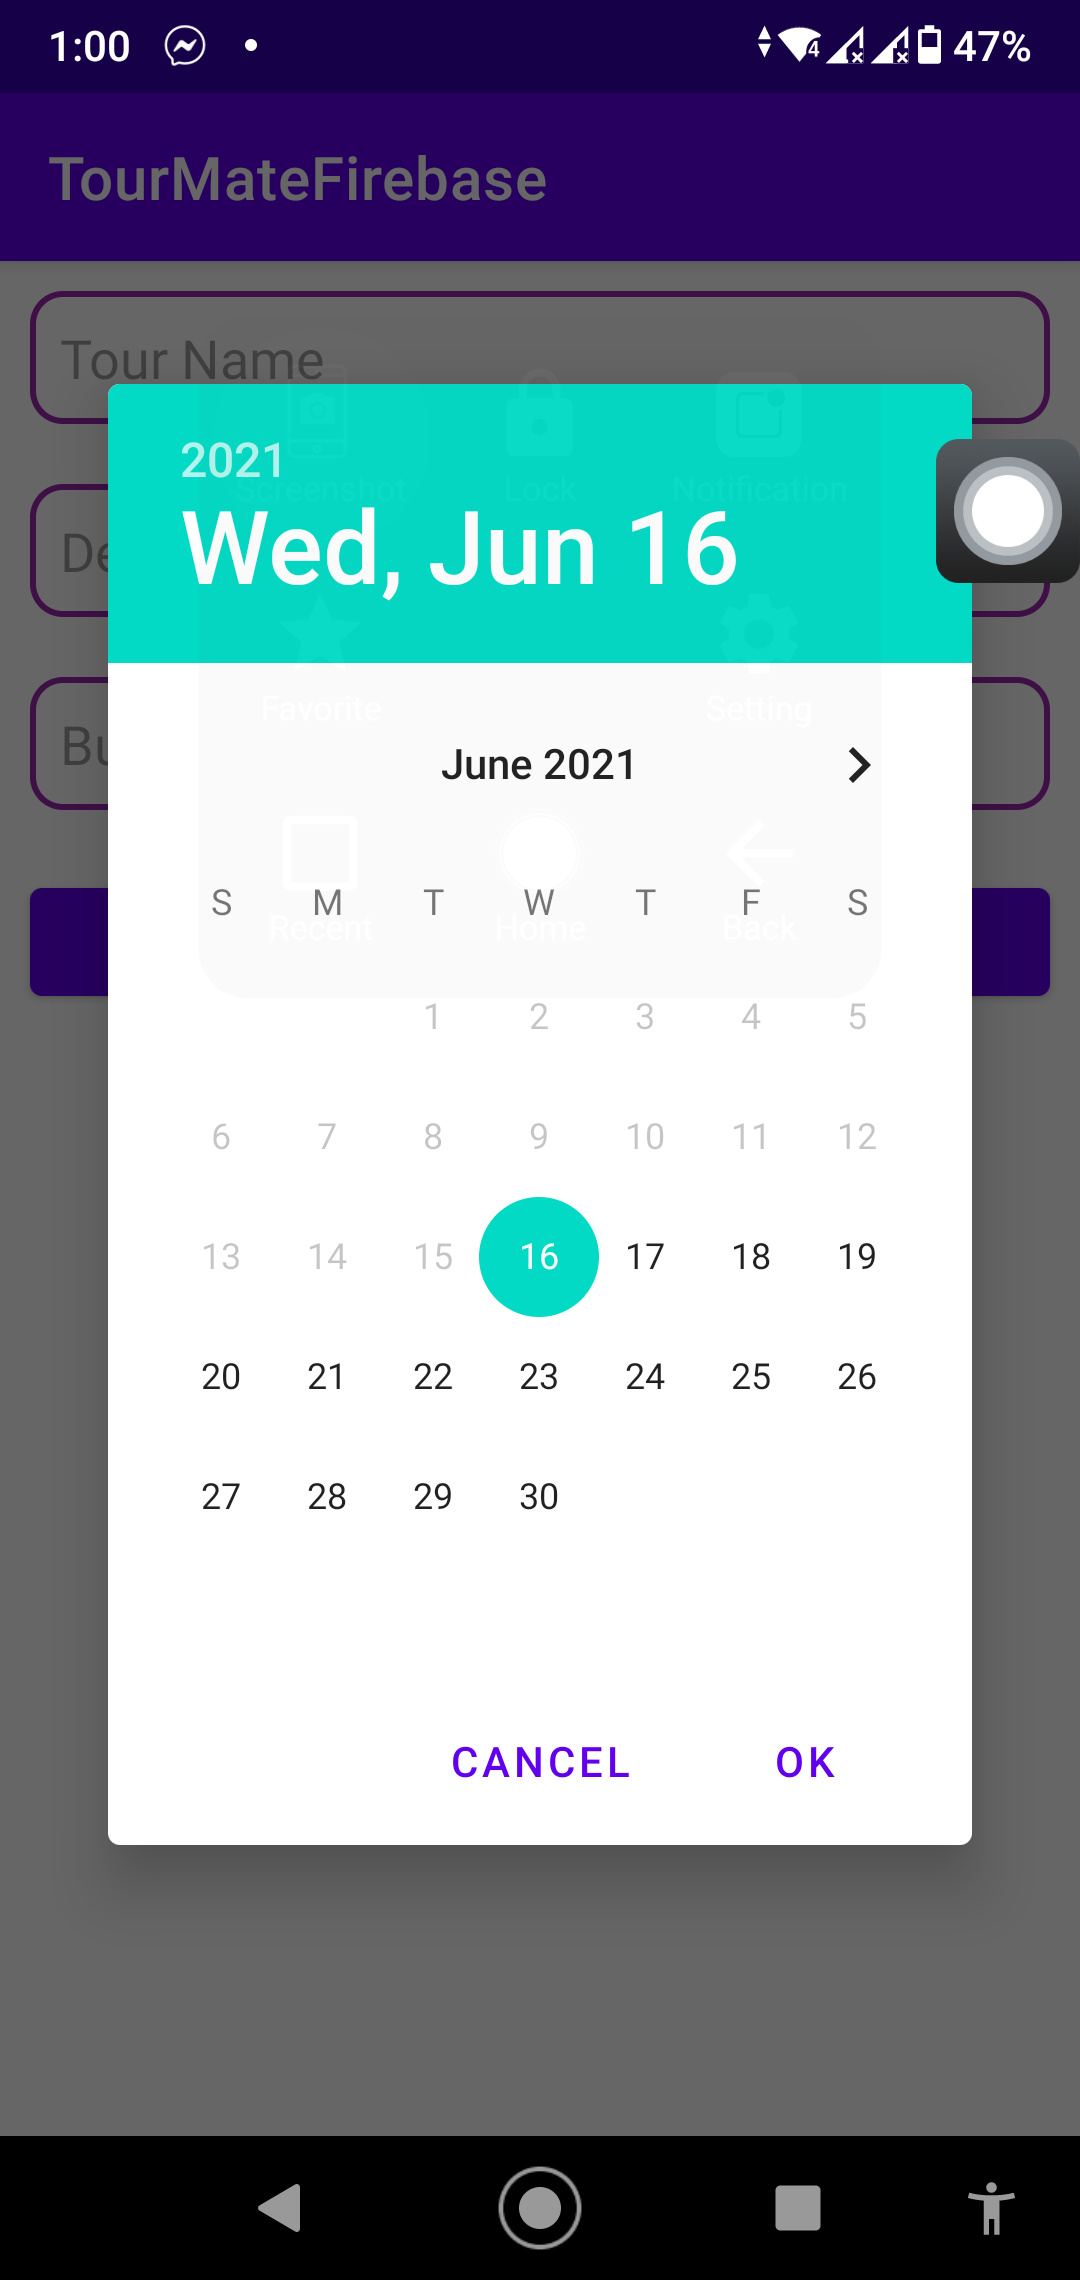 1:00 4 47%
TourMateFirebase
Tour Name
Screenshot Lock Notification
2021
Wed, Jun 16
De
Favorite Setting
Bu
June 2021
Recent Home Back
S M T W T F S
1 2 3 4 5
6 7 8 9 10 11 12
13 14 15 16 17 18 19
20 21 22 23 24 25 26
27 28 29 30
CANCEL OK